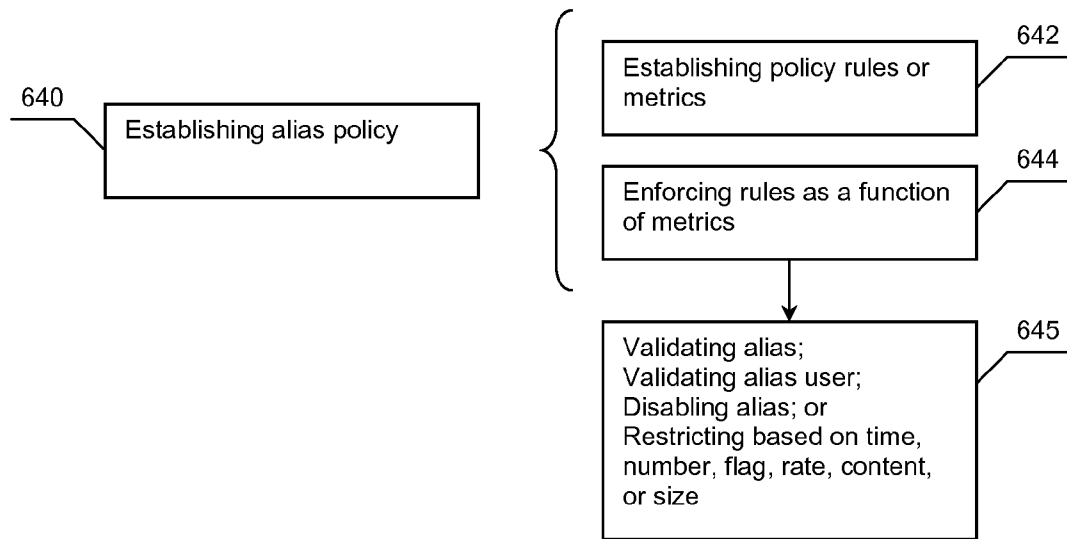 640
Establishing alias policy
642
Establishing policy rules or
metrics
644
Enforcing rules as a function
of metrics
645
Validating alias;
Validating alias user;
Disabling alias; or
Restricting based on time,
number, flag, rate, content,
or size